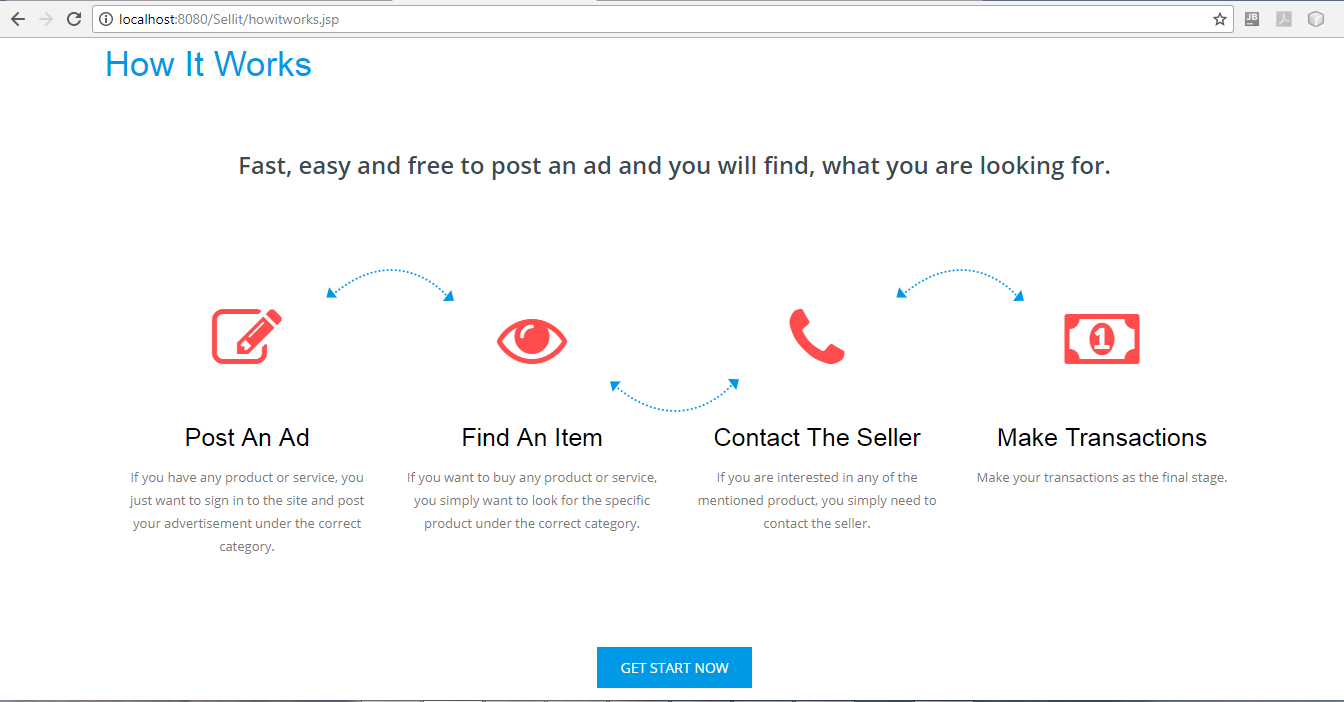 localhost:8080/Sellit/howitworks.jsp
JB
How It Works
Fast, easy and free to post an ad and you will find, what you are looking for.
1
Post An Ad
If you have any product or service, you
just want to sign in to the site and post
your advertisement under the correct
category.
Find An Item
If you want to buy any product or service,
you simply want to look for the specific
product under the correct category.
Contact The Seller
If you are interested in any of the
mentioned product, you simply need to
contact the seller.
Make Transactions
Make your transactions as the final stage.
GET START NOW